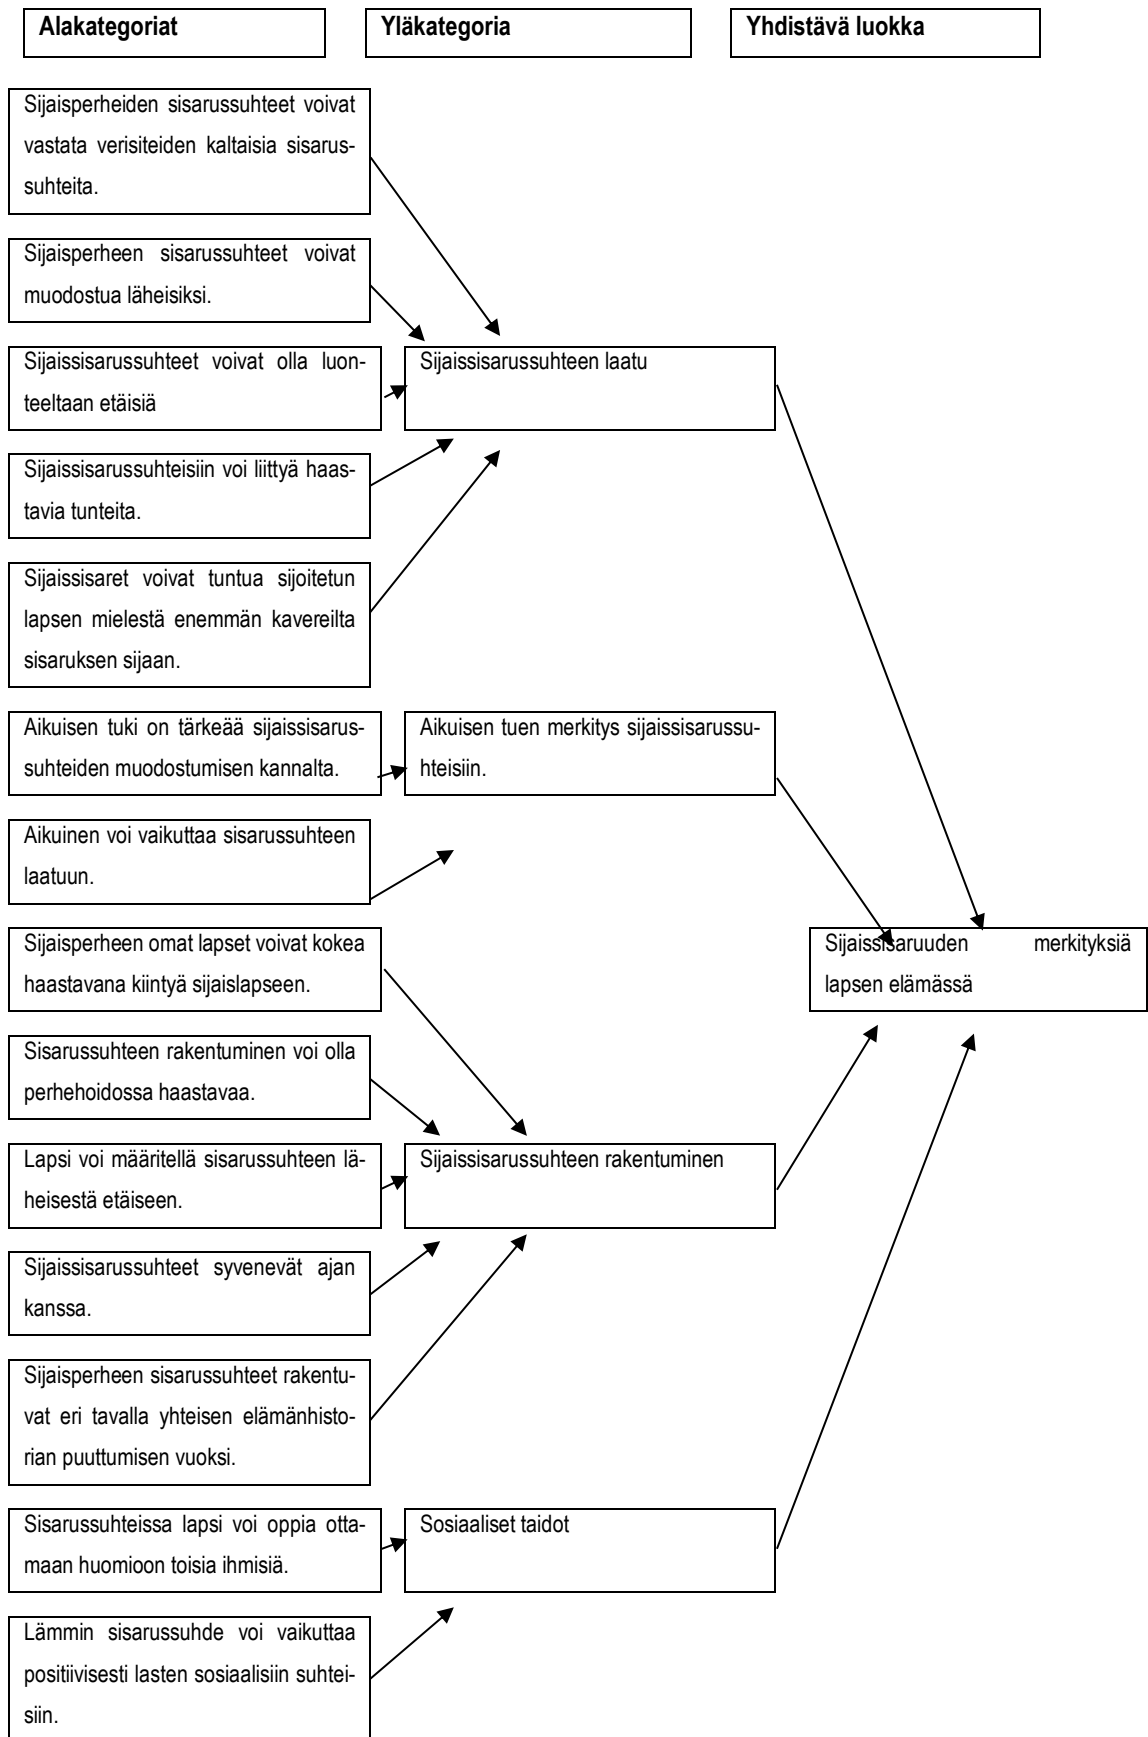 Alakategoriat
Yläkategoria
Yhdistävä luokka
Sijaisperheiden sisarussuhteet voivat
vastata verisiteiden kaltaisia sisarus-
suhteita.
Sijaisperheen sisarussuhteet voivat
muodostua läheisiksi.
Sijaissisarussuhteet voivat olla luon-
teeltaan etäisiä
Sijaissisarussuhteen laatu
Sijaissisarussuhteisiin voi liittyä haas-
tavia tunteita.
Sijaissisaret voivat tuntua sijoitetun
lapsen mielestä enemmän kavereilta
sisaruksen sijaan.
Aikuisen tuki on tärkeää sijaissisarus-
suhteiden muodostumisen kannalta.
Aikuisen tuen merkitys sijaissisarussu-
hteisiin.
Aikuinen voi vaikuttaa sisarussuhteen
laatuun.
Sijaisperheen omat lapset voivat kokea
haastavana kiintyä sijaislapseen.
Sijaissisaruuden merkityksiä
lapsen elämässä
Sisarussuhteen rakentuminen voi olla
perhehoidossa haastavaa.
Lapsi voi määritellä sisarussuhteen lä-
heisestä etäiseen.
Sijaissisarussuhteen rakentuminen
Sijaissisarussuhteet syvenevät ajan
kanssa.
Sijaisperheen sisarussuhteet rakentu-
vat eri tavalla yhteisen elämänhisto-
rian puuttumisen vuoksi.
Sisarussuhteissa lapsi voi oppia otta-
maan huomioon toisia ihmisiä.
Sosiaaliset taidot
Lämmin sisarussuhde voi vaikuttaa
positiivisesti lasten sosiaalisiin suhtei-
siin.